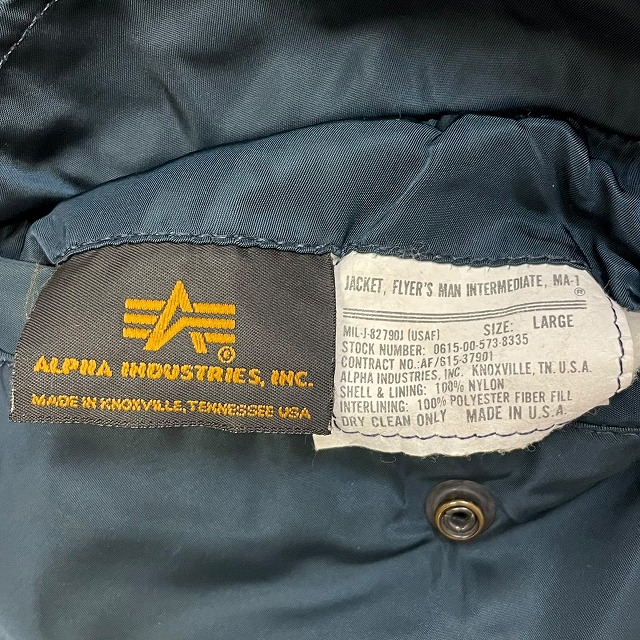 ALPHA INDUSTRIES, INC.
MADE IN KNOXVILLE, TENNESSEE USA
JACKET, FLYER'S MAN INTERMEDIATE, MA-1
®
MIL-J-82790J (USAF) SIZE: LARGE
STOCK NUMBER: 0615-00-573-8335
CONTRACT NO.: AF/615-37901
ALPHA INDUSTRIES, INC. KNOXVILLE, TN. U.S.A.
SHELL & LINING: 100% NYLON
INTERLINING: 100% POLYESTER FIBER FILL
DRY CLEAN ONLY MADE IN U.S.A.